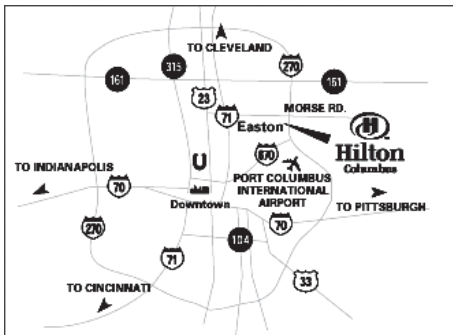 TO CLEVELAND
315
270
161
161
23
MORSE RD.
71
Easton
H
Hilton
Columbus
670
TO INDIANAPOLIS
U
PORT COLUMBUS
INTERNATIONAL
AIRPORT
70
Downtown
TO PITTSBURGH
270
70
104
71
33
TO CINCINNATI